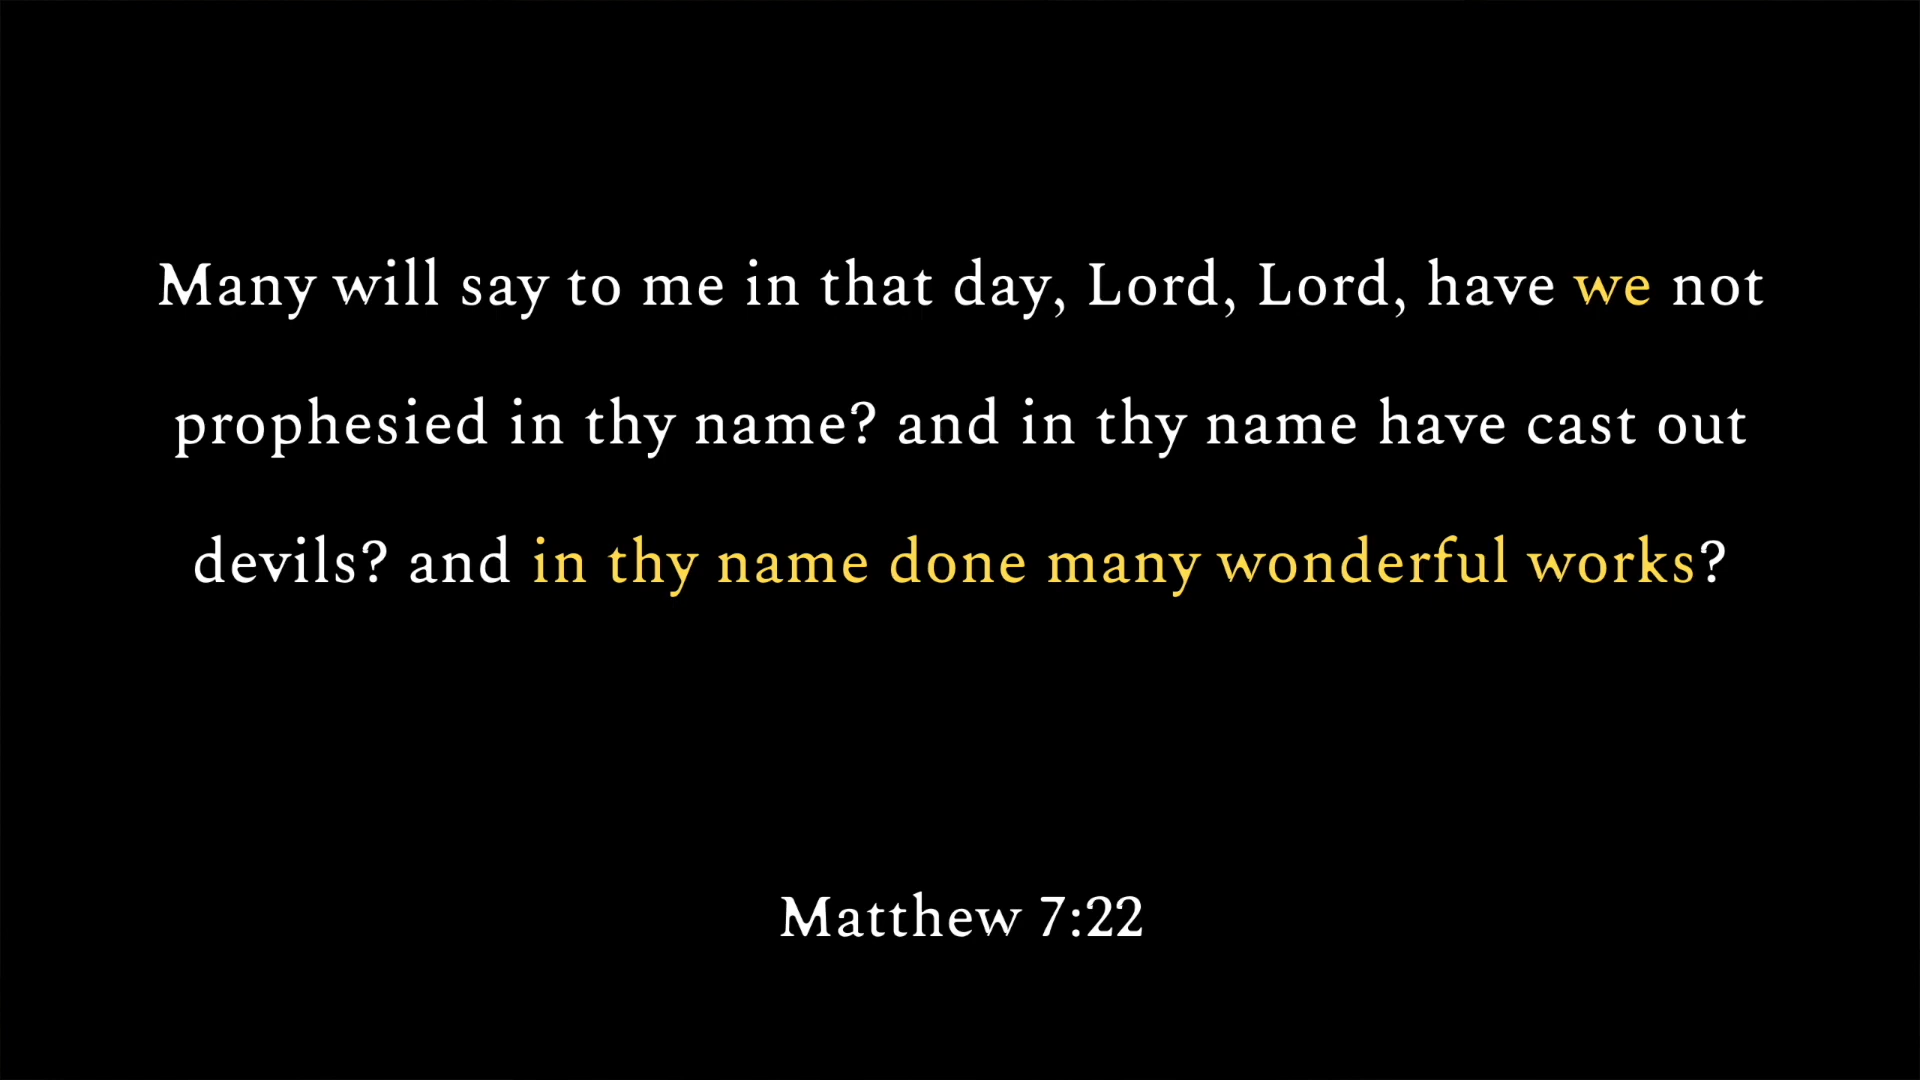 Many will say to me in that day, Lord, Lord, have we not
prophesied in thy name? and in thy name have cast out
devils? and in thy name done many wonderful works?
Matthew 7:22